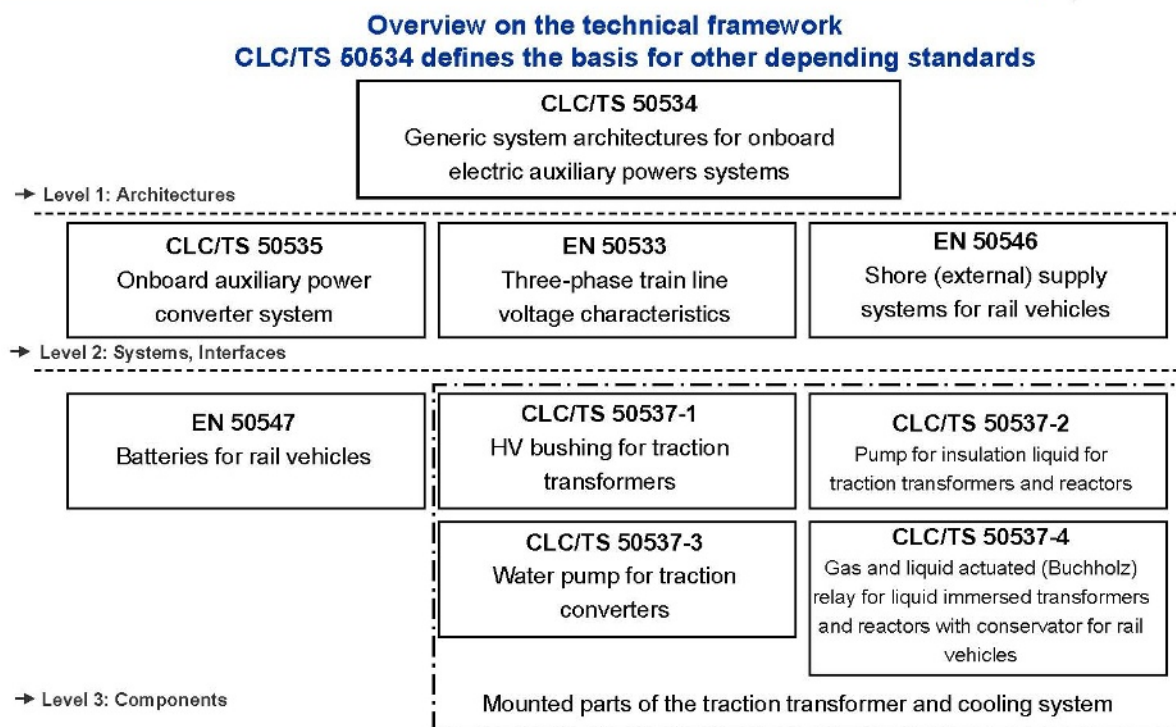 Overview on the technical framework
CLC/TS 50534 defines the basis for other depending standards
CLC/TS 50534
Generic system architectures for onboard
electric auxiliary powers systems
→ Level 1: Architectures
CLC/TS 50535
Onboard auxiliary power
converter system
EN 50533
Three-phase train line
voltage characteristics
EN 50546
Shore (external) supply
systems for rail vehicles
→ Level 2: Systems, Interfaces
EN 50547
Batteries for rail vehicles
CLC/TS 50537-1
HV bushing for traction
transformers
CLC/TS 50537-2
Pump for insulation liquid for
traction transformers and reactors
CLC/TS 50537-3
Water pump for traction
converters
CLC/TS 50537-4
Gas and liquid actuated (Buchholz)
relay for liquid immersed transformers
and reactors with conservator for rail
vehicles
→ Level 3: Components
Mounted parts of the traction transformer and cooling system